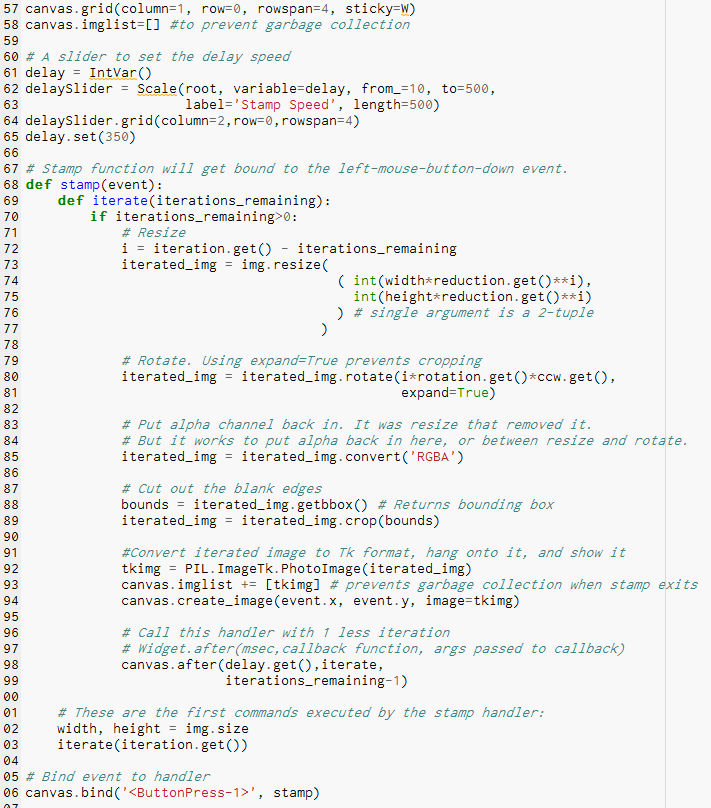 57 canvas.grid(column=1, row=0, rowspan=4, sticky=W)
58 canvas.imglist=[] #to prevent garbage collection
59
60 # A slider to set the delay speed
61 delay = IntVar()
62 delaySlider = Scale(root, variable=delay, from_=10, to=500,
63                     label='Stamp Speed', length=500)
64 delaySlider.grid(column=2,row=0,rowspan=4)
65 delay.set(350)
66
67 # Stamp function will get bound to the left-mouse-button-down event.
68 def stamp(event):
69     def iterate(iterations_remaining):
70         if iterations_remaining>0:
71             # Resize
72             i = iteration.get() - iterations_remaining
73             iterated_img = img.resize(
74                                        ( int(width*reduction.get()**i),
75                                          int(height*reduction.get()**i)
76                                        ) # single argument is a 2-tuple
77                                      )
78
79             # Rotate. Using expand=True prevents cropping
80             iterated_img = iterated_img.rotate(i*rotation.get()*ccw.get(),
81                                                expand=True)
82
83             # Put alpha channel back in. It was resize that removed it.
84             # But it works to put alpha back in here, or between resize and rotate.
85             iterated_img = iterated_img.convert('RGBA')
86
87             # Cut out the blank edges
88             bounds = iterated_img.getbbox() # Returns bounding box
89             iterated_img = iterated_img.crop(bounds)
90
91             #Convert iterated image to Tk format, hang onto it, and show it
92             tkimg = PIL.ImageTk.PhotoImage(iterated_img)
93             canvas.imglist += [tkimg] # prevents garbage collection when stamp exits
94             canvas.create_image(event.x, event.y, image=tkimg)
95
96             # Call this handler with 1 less iteration
97             # Widget.after(msec,callback function, args passed to callback)
98             canvas.after(delay.get(),iterate,
99                          iterations_remaining-1)
00
01     # These are the first commands executed by the stamp handler:
02     width, height = img.size
03     iterate(iteration.get())
04
05 # Bind event to handler
06 canvas.bind('<ButtonPress-1>', stamp)